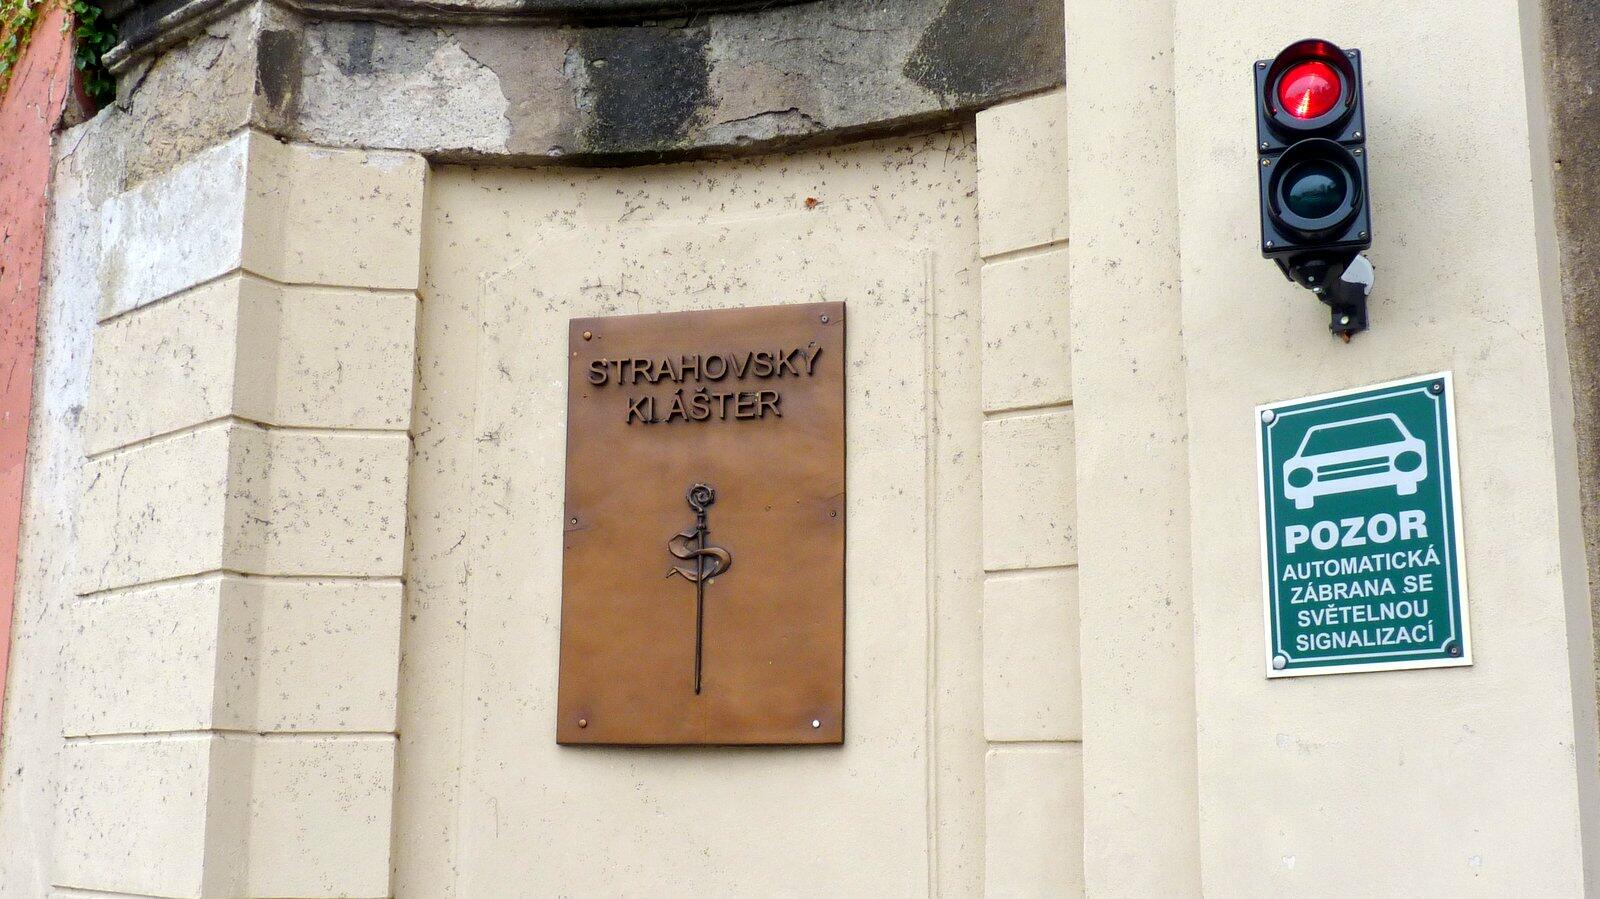 STRAHOVSKÝ
KLÁŠTER
POZOR
AUTOMATICKÁ
ZÁBRANA SE
SVĚTELNOU
SIGNALIZACÍ